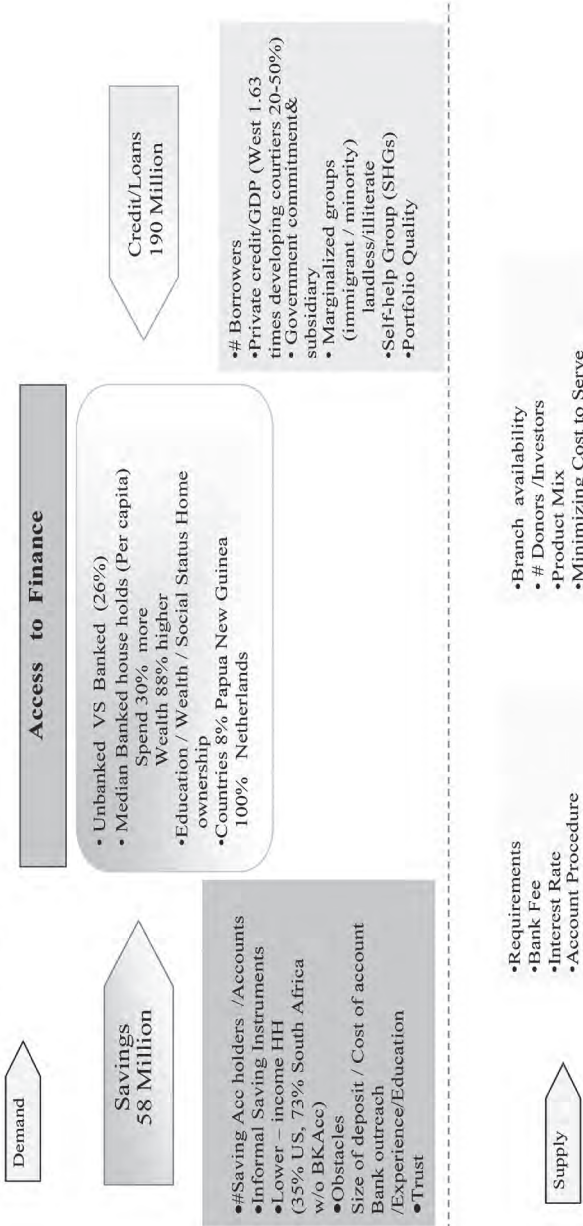 Access to Finance
Demand
Savings
58 Million
Credit/Loans
190 Million
• Unbanked VS Banked (26%)
• Median Banked house holds (Per capita)
Spend 30% more
Wealth 88% higher
•Education / Wealth / Social Status Home
ownership
•Countries 8% Papua New Guinea
100% Netherlands
•#Saving Acc holders /Accounts
•Informal Saving Instruments
•Lower – income HH
(35% US, 73% South Africa
w/o BKAcc)
•Obstacles
Size of deposit / Cost of account
Bank outreach
/Experience/Education
•Trust
•# Borrowers
•Private credit/GDP (West 1.63
times developing courtiers 20-50%)
• Government commitment&
subsidiary
• Marginalized groups
(immigrant / minority)
landless/illiterate
•Self-help Group (SHGs)
•Portfolio Quality
Supply
•Requirements
•Bank Fee
•Interest Rate
•Account Procedure
•Branch availability
• # Donors /Investors
•Product Mix
•Minimizing Cost to Serve